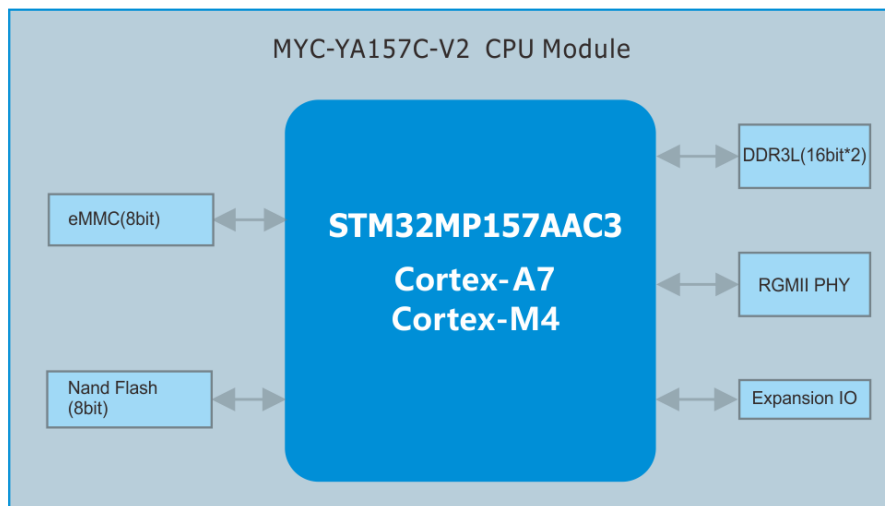 MYC-YA157C-V2 CPU Module
eMMC(8bit)
Nand Flash
(8bit)
STM32MP157AAC3
Cortex-A7
Cortex-M4
DDR3L(16bit*2)
RGMII PHY
Expansion IO